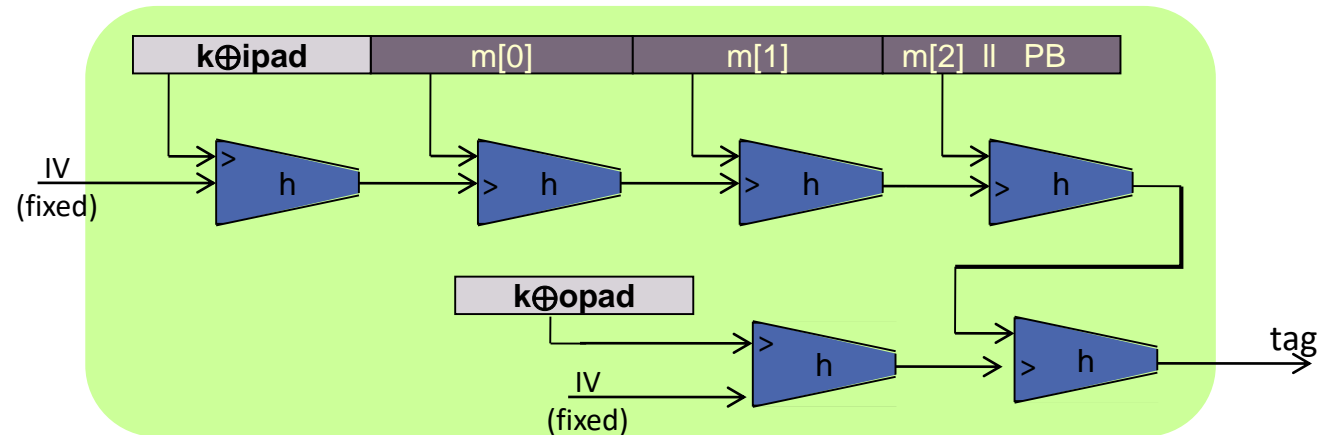 k⊕ipad m[0] m[1] m[2] ll PB
> > > >
IV h h h h
(fixed)
k⊕opad
> > tag
h h
IV
(fixed)